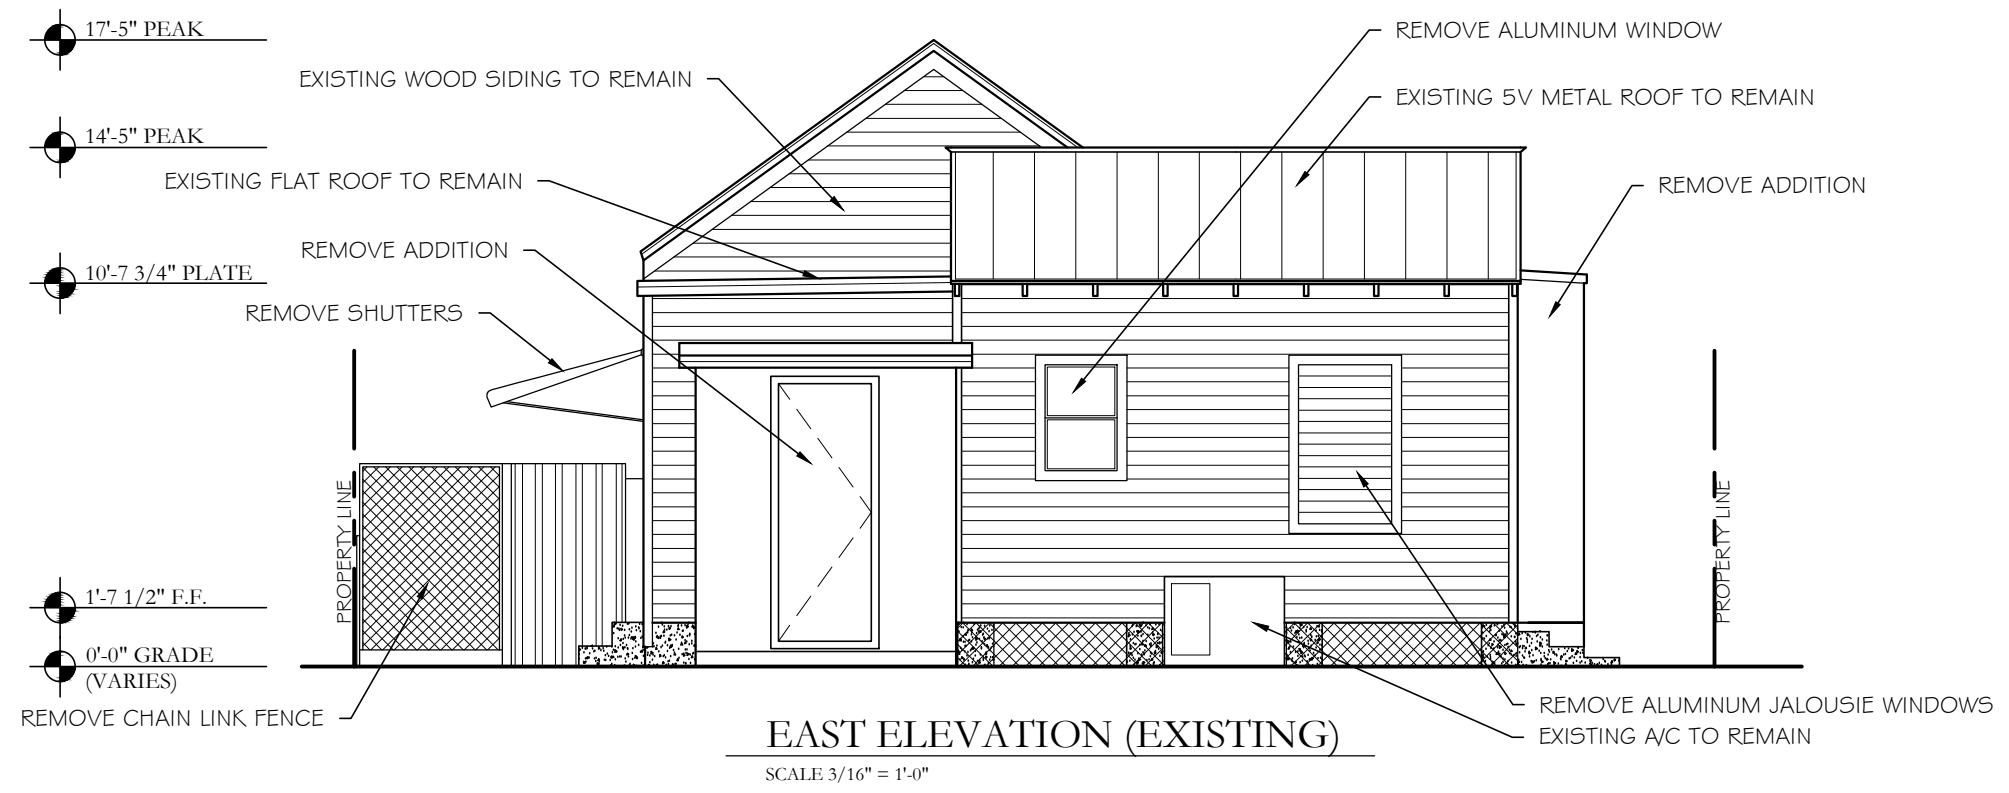 17'-5" PEAK
REMOVE ALUMINUM WINDOW
EXISTING WOOD SIDING TO REMAIN
EXISTING 5V METAL ROOF TO REMAIN
14'-5" PEAK
EXISTING FLAT ROOF TO REMAIN
REMOVE ADDITION
REMOVE ADDITION
10'-7 3/4" PLATE
REMOVE SHUTTERS
PROPERTY LINE
PROPERTY LINE
1'-7 1/2" F.F.
0'-0" GRADE
(VARIES)
REMOVE CHAIN LINK FENCE
REMOVE ALUMINUM JALOUSIE WINDOWS
EXISTING A/C TO REMAIN
EAST ELEVATION (EXISTING)
SCALE 3/16" = 1'-0"